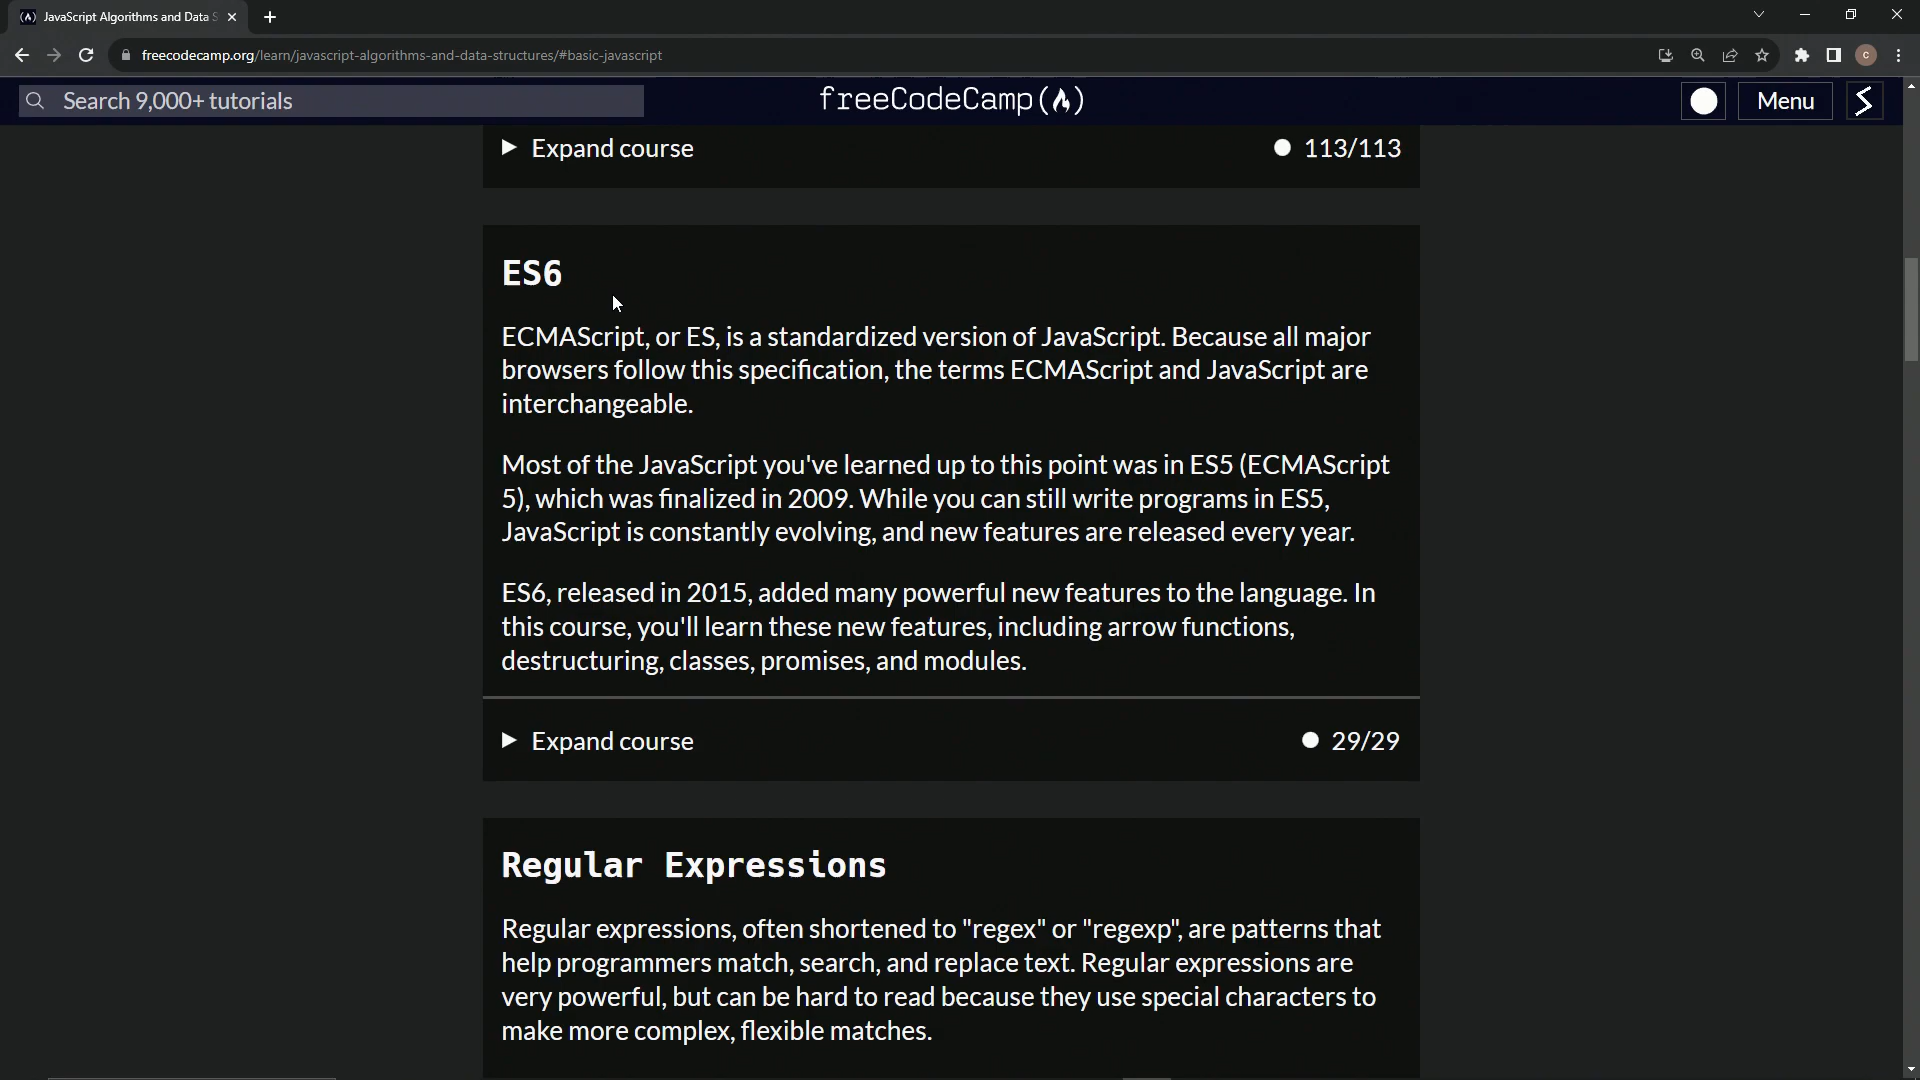 JavaScript Algorithms and Data S
freecodecamp.org/learn/javascript-algorithms-and-data-structures/#basic-javascript
C
Search 9,000+ tutorials
freeCodeCamp
Menu
Expand course
113/113
ES6
ECMAScript, or ES, is a standardized version of JavaScript. Because all major
browsers follow this specification, the terms ECMAScript and JavaScript are
interchangeable.
Most of the JavaScript you've learned up to this point was in ES5 (ECMAScript
5), which was finalized in 2009. While you can still write programs in ES5,
JavaScript is constantly evolving, and new features are released every year.
ES6, released in 2015, added many powerful new features to the language. In
this course, you'll learn these new features, including arrow functions,
destructuring, classes, promises, and modules.
Expand course
29/29
Regular Expressions
Regular expressions, often shortened to "regex" or "regexp", are patterns that
help programmers match, search, and replace text. Regular expressions are
very powerful, but can be hard to read because they use special characters to
make more complex, flexible matches.